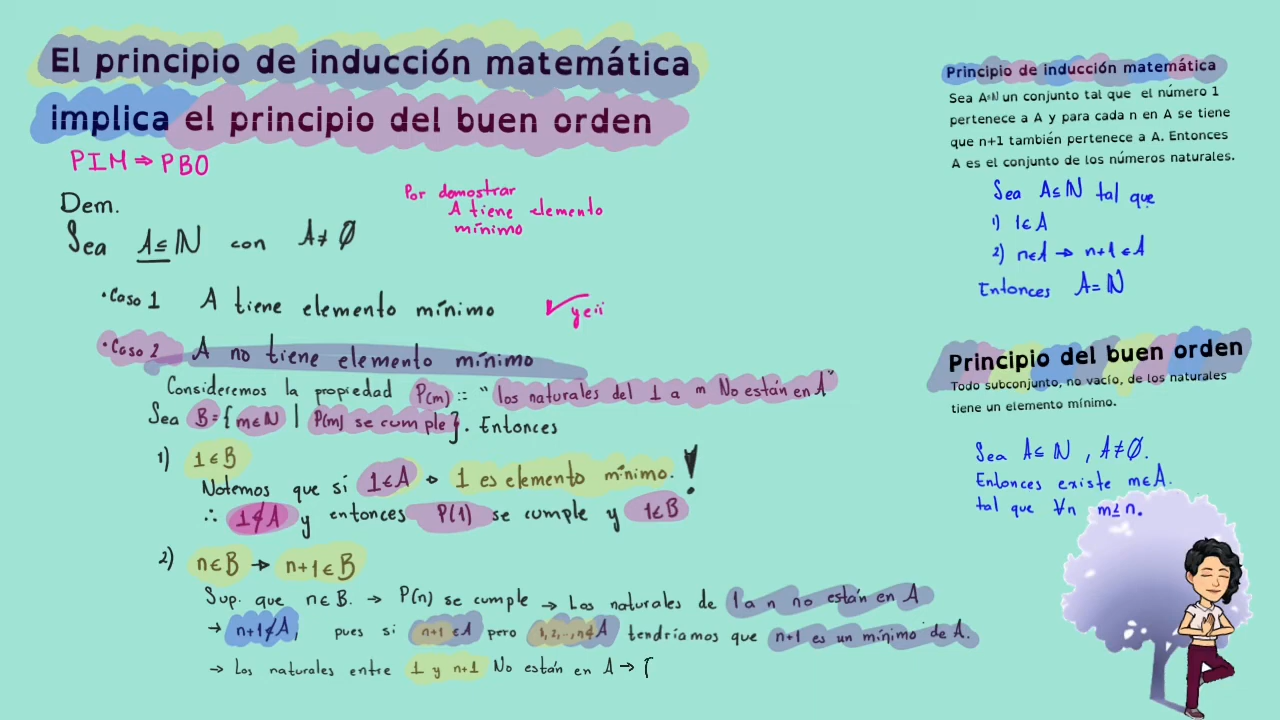 El principio de inducción matemática
implica el principio del buen orden
PIM ⇒ PBO
Dem.
Sea A ⊆ ℕ con A ≠ ∅
Por demostrar
A tiene elemento
mínimo
• Caso 1 A tiene elemento mínimo ✓ yeii
• Caso 2 A no tiene elemento mínimo
Consideremos la propiedad P(m) :: "los naturales del 1 a m No están en A"
Sea B = {m ∈ ℕ | P(m) se cumple}. Entonces
1) 1 ∈ B
Notemos que si 1 ∈ A → 1 es elemento mínimo. !
∴ 1 ∉ A y entonces P(1) se cumple y 1 ∈ B
2) n ∈ B → n+1 ∈ B
Sup. que n ∈ B. → P(n) se cumple → Los naturales de 1 a n no están en A
→ n+1 ∉ A, pues si n+1 ∈ A pero 1, 2, ..., n ∉ A tendríamos que n+1 es un mínimo de A.
→ Los naturales entre 1 y n+1 No están en A →
Principio de inducción matemática
Sea A⊆ℕ un conjunto tal que el número 1
pertenece a A y para cada n en A se tiene
que n+1 también pertenece a A. Entonces
A es el conjunto de los números naturales.
Sea A ⊆ ℕ tal que
1) 1 ∈ A
2) n ∈ A → n+1 ∈ A
Entonces A = ℕ
Principio del buen orden
Todo subconjunto, no vacío, de los naturales
tiene un elemento mínimo.
Sea A ⊆ ℕ, A ≠ ∅.
Entonces existe m ∈ A.
tal que ∀n m ≤ n.